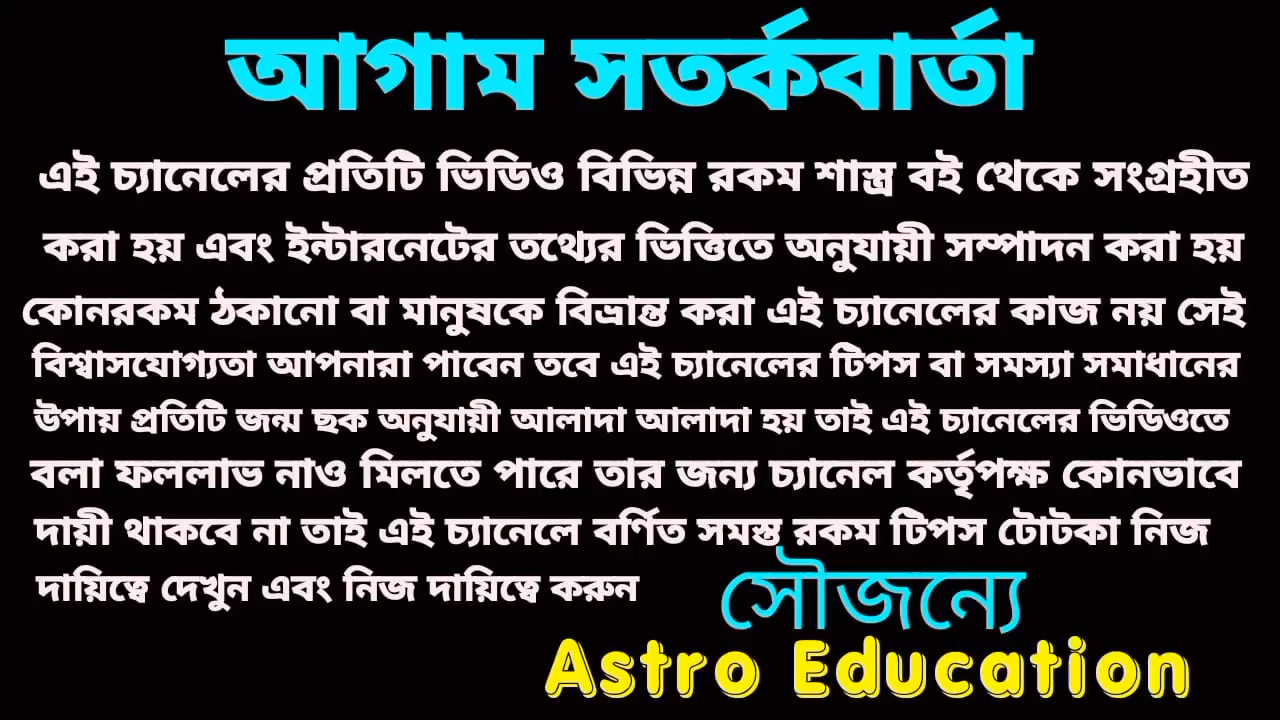 আগাম সতর্কবার্তা
এই চ্যানেলের প্রতিটি ভিডিও বিভিন্ন রকম শাস্ত্র বই থেকে সংগ্রহীত
করা হয় এবং ইন্টারনেটের তথ্যের ভিত্তিতে অনুযায়ী সম্পাদন করা হয়
কোনরকম ঠকানো বা মানুষকে বিভ্রান্ত করা এই চ্যানেলের কাজ নয় সেই
বিশ্বাসযোগ্যতা আপনারা পাবেন তবে এই চ্যানেলের টিপস বা সমস্যা সমাধানের
উপায় প্রতিটি জন্ম ছক অনুযায়ী আলাদা আলাদা হয় তাই এই চ্যানেলের ভিডিওতে
বলা ফললাভ নাও মিলতে পারে তার জন্য চ্যানেল কর্তৃপক্ষ কোনভাবে
দায়ী থাকবে না তাই এই চ্যানেলে বর্ণিত সমস্ত রকম টিপস টোটকা নিজ
দায়িত্বে দেখুন এবং নিজ দায়িত্বে করুন
সৌজন্যে
Astro Education